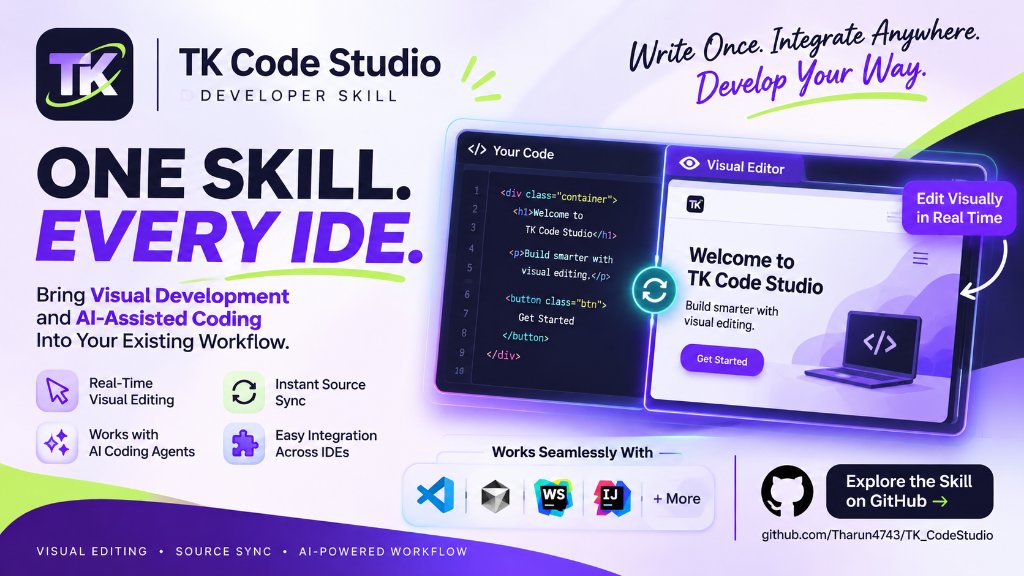 TK
TK Code Studio
DEVELOPER SKILL
Write Once. Integrate Anywhere.
Develop Your Way.
ONE SKILL.
EVERY IDE.
Bring Visual Development
and AI-Assisted Coding
Into Your Existing Workflow.
Real-Time
Visual Editing
Instant Source
Sync
Works with
AI Coding Agents
Easy Integration
Across IDEs
</> Your Code
1 <div class="container">
2 <h1>Welcome to
3 TK Code Studio</h1>
4 <p>Build smarter with
5 visual editing.</p>
6 <button class="btn">
7 Get Started
8 </button>
9 </div>
10
Visual Editor
TK
Edit Visually
in Real Time
Welcome to
TK Code Studio
Build smarter with
visual editing.
Get Started
</>
Works Seamlessly With
WS
IJ
+ More
Explore the Skill
on GitHub →
github.com/Tharun4743/TK_CodeStudio
VISUAL EDITING • SOURCE SYNC • AI-POWERED WORKFLOW